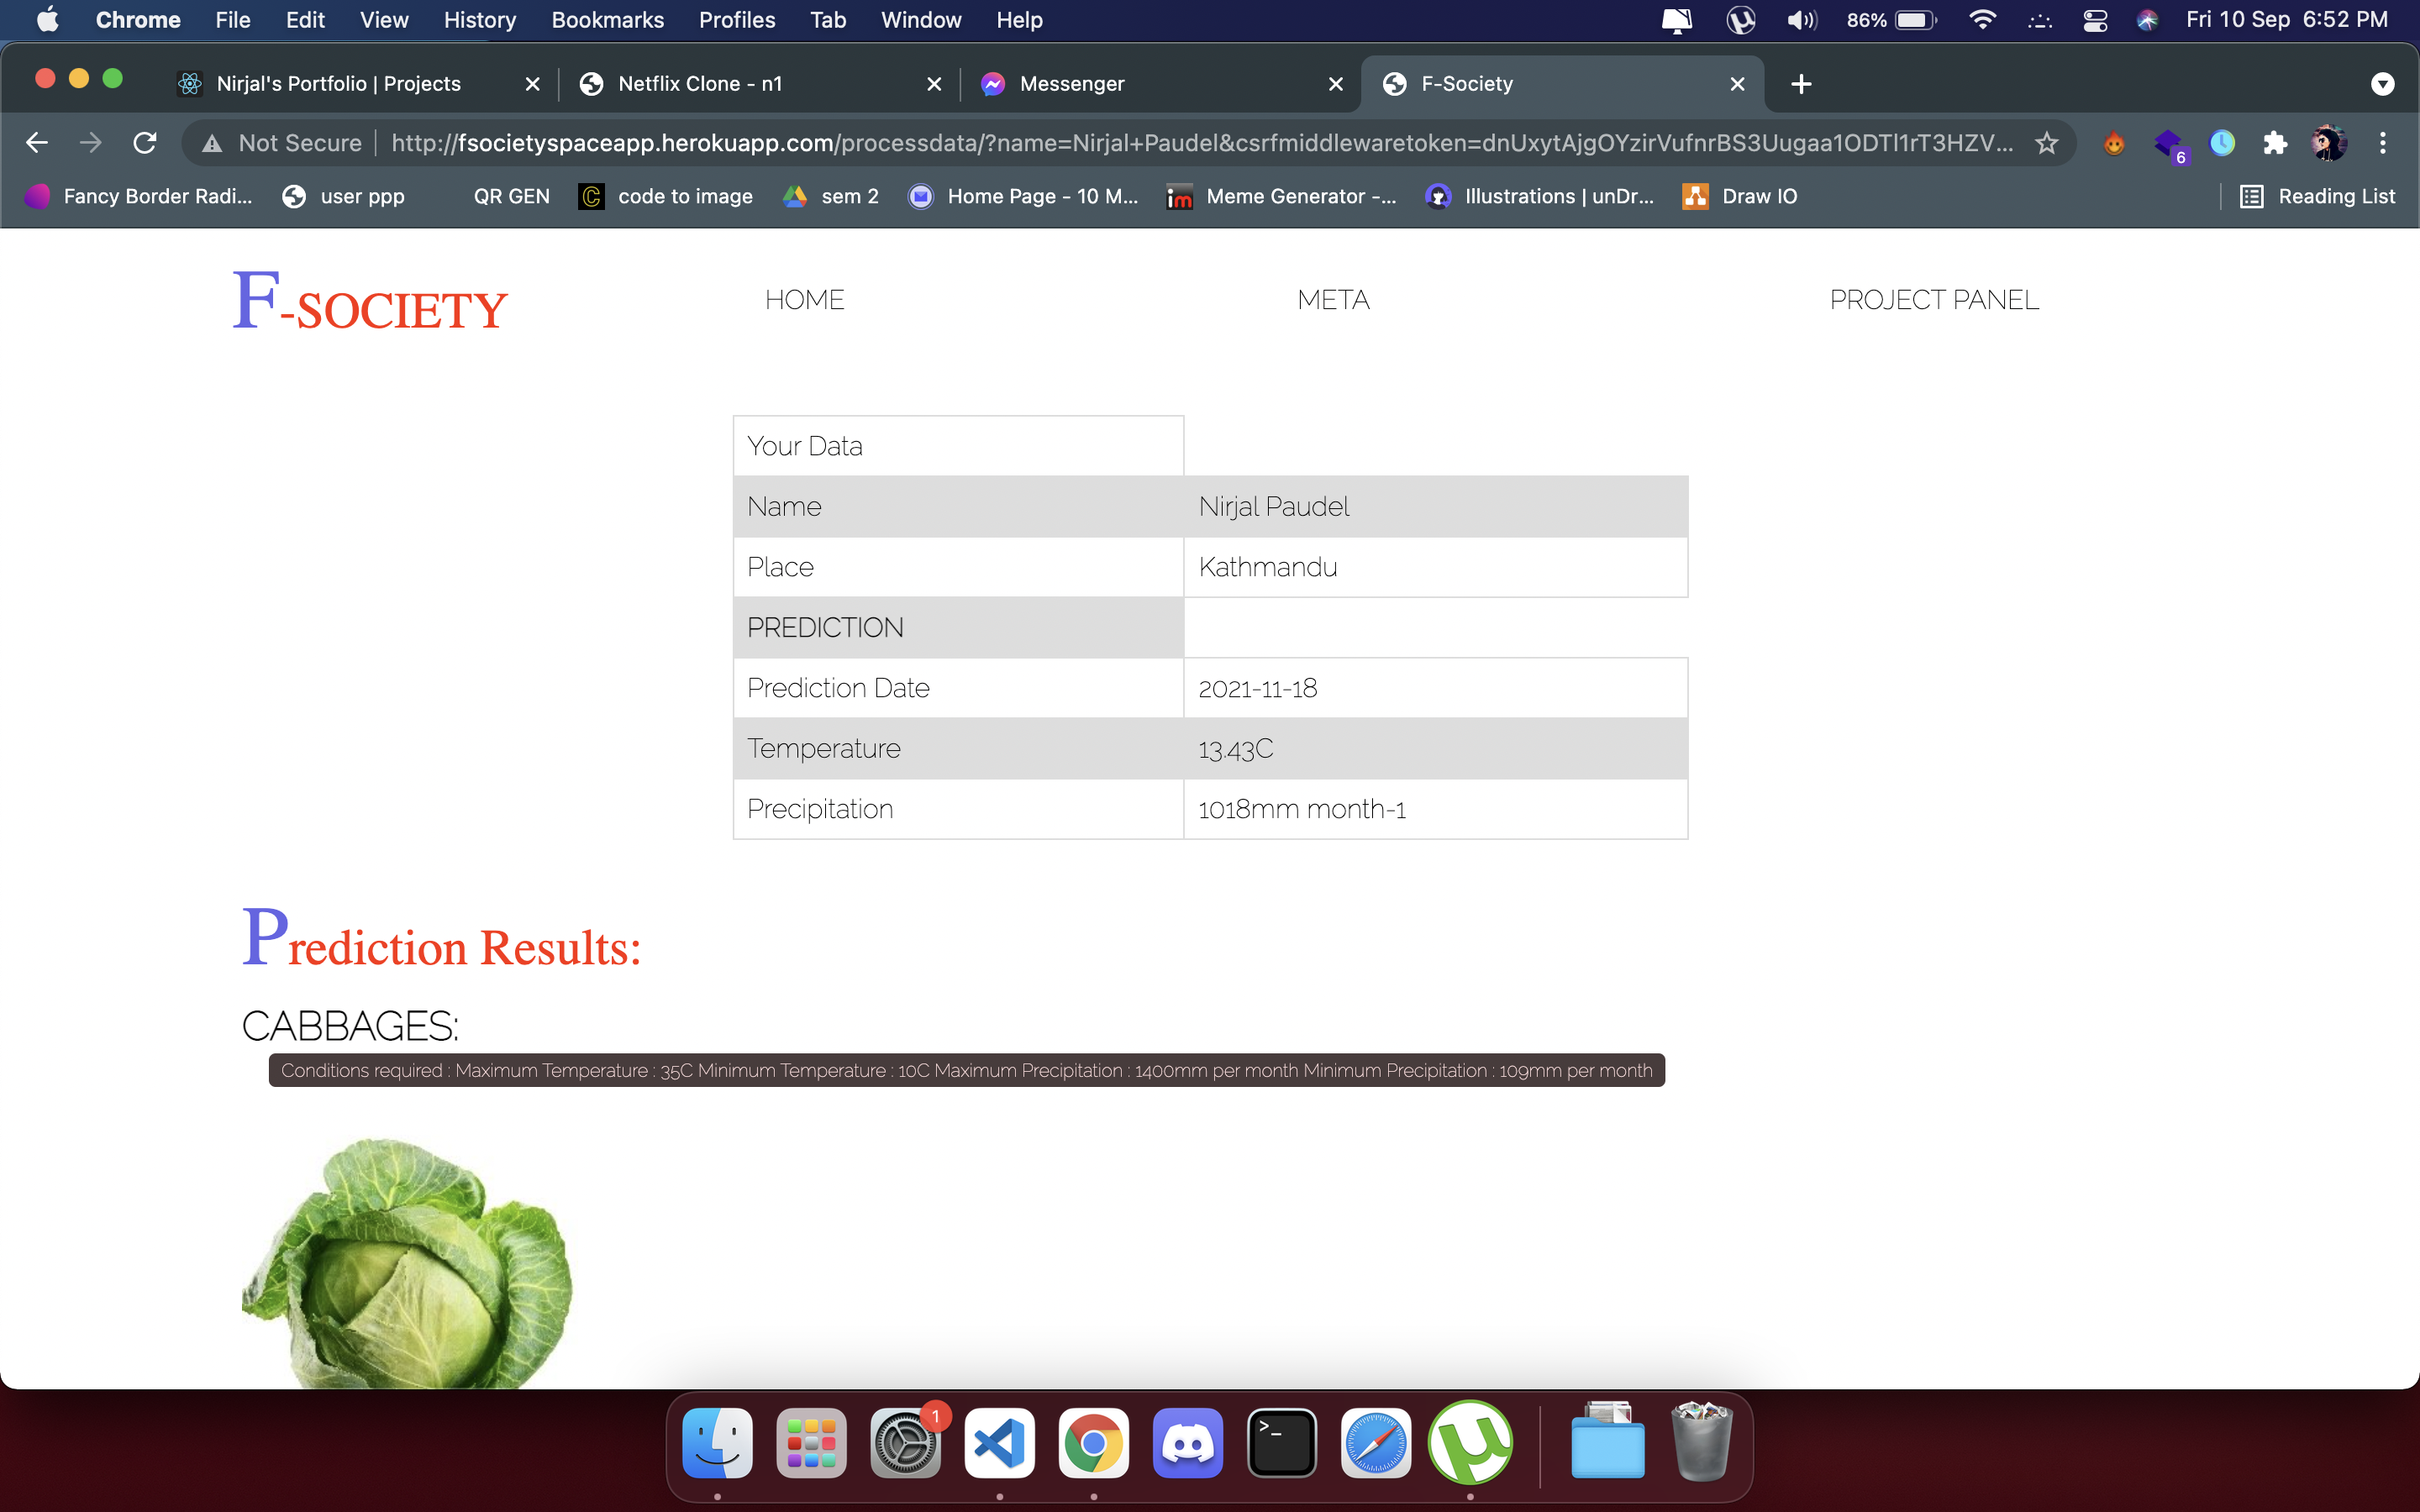 Chrome File Edit View History Bookmarks Profiles Tab Window Help 86% Fri 10 Sep 6:52 PM
Nirjal's Portfolio | Projects Netflix Clone - n1 Messenger F-Society
Not Secure http://fsocietyspaceapp.herokuapp.com/processdata/?name=Nirjal+Paudel&csrfmiddlewaretoken=dnUxytAjgOYzirVufnrBS3Uugaa1ODTl1rT3HZV... 6
Fancy Border Radi... user ppp QR GEN code to image sem 2 Home Page - 10 M... im Meme Generator -... Illustrations | unDr... Draw IO Reading List
F-SOCIETY HOME META PROJECT PANEL
Your Data
Name Nirjal Paudel
Place Kathmandu
PREDICTION
Prediction Date 2021-11-18
Temperature 13.43C
Precipitation 1018mm month-1
Prediction Results:
CABBAGES:
Conditions required : Maximum Temperature : 35C Minimum Temperature : 10C Maximum Precipitation : 1400mm per month Minimum Precipitation : 109mm per month
1